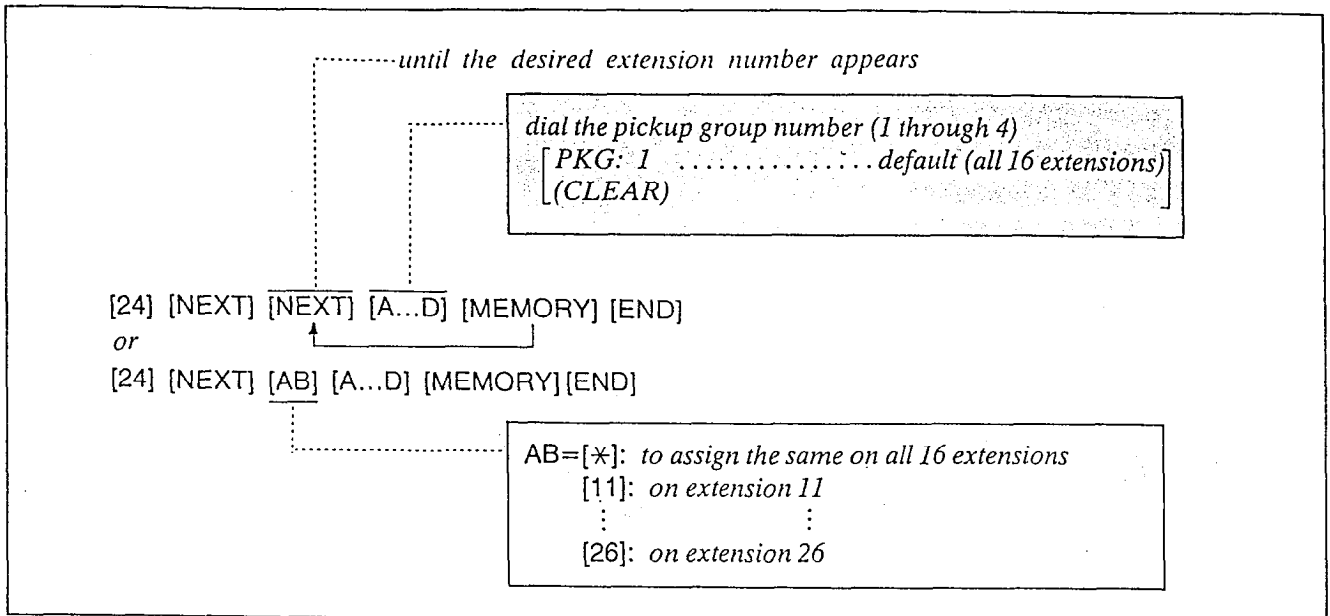 until the desired extension number appears
dial the pickup group number (1 through 4)
[PKG: 1 ............... default (all 16 extensions)]
[(CLEAR)]
[24] [NEXT] [NEXT] [A...D] [MEMORY] [END]
or
[24] [NEXT] [AB] [A...D] [MEMORY] [END]
AB=[*]: to assign the same on all 16 extensions
[11]: on extension 11
[26]: on extension 26